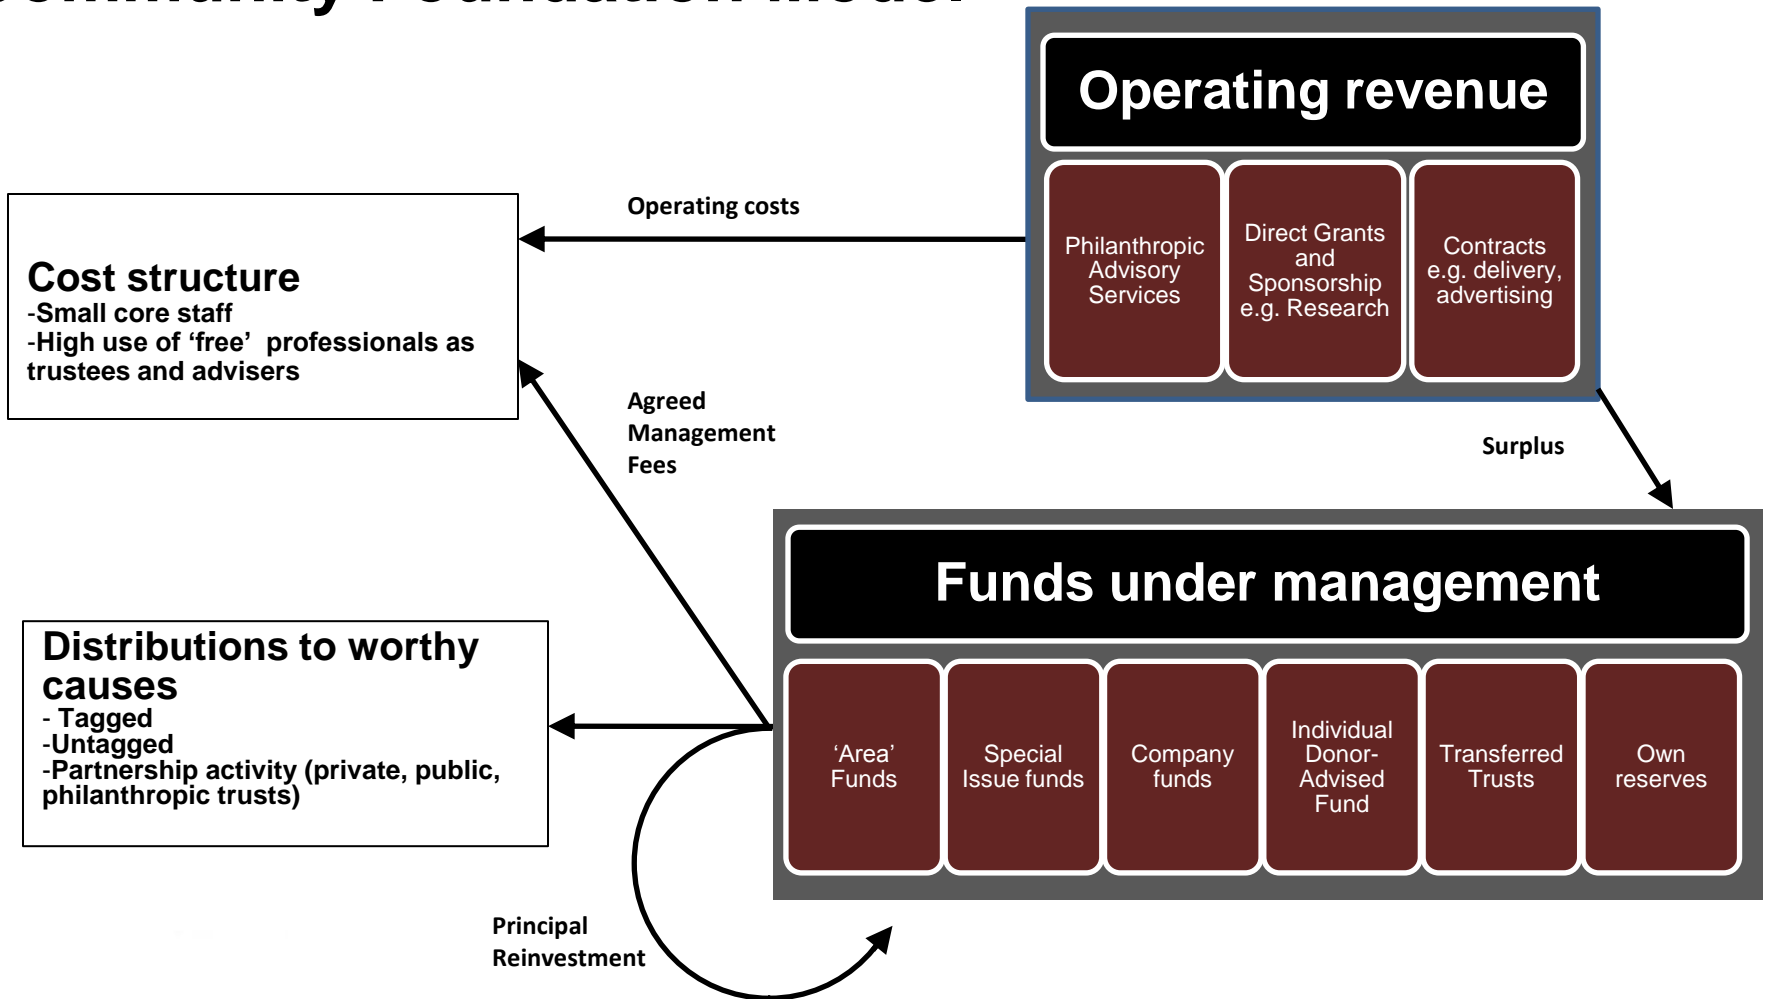 Community Foundation Model
Operating revenue
Philanthropic
Advisory
Services
Direct Grants
and
Sponsorship
e.g. Research
Contracts
e.g. delivery,
advertising
Operating costs
Cost structure
-Small core staff
-High use of ‘free’  professionals as
trustees and advisers
Agreed
Management
Fees
Surplus
Funds under management
‘Area’
Funds
Special
Issue funds
Company
funds
Individual
Donor-
Advised
Fund
Transferred
Trusts
Own
reserves
Distributions to worthy
causes
- Tagged
-Untagged
-Partnership activity (private, public,
philanthropic trusts)
Principal
Reinvestment